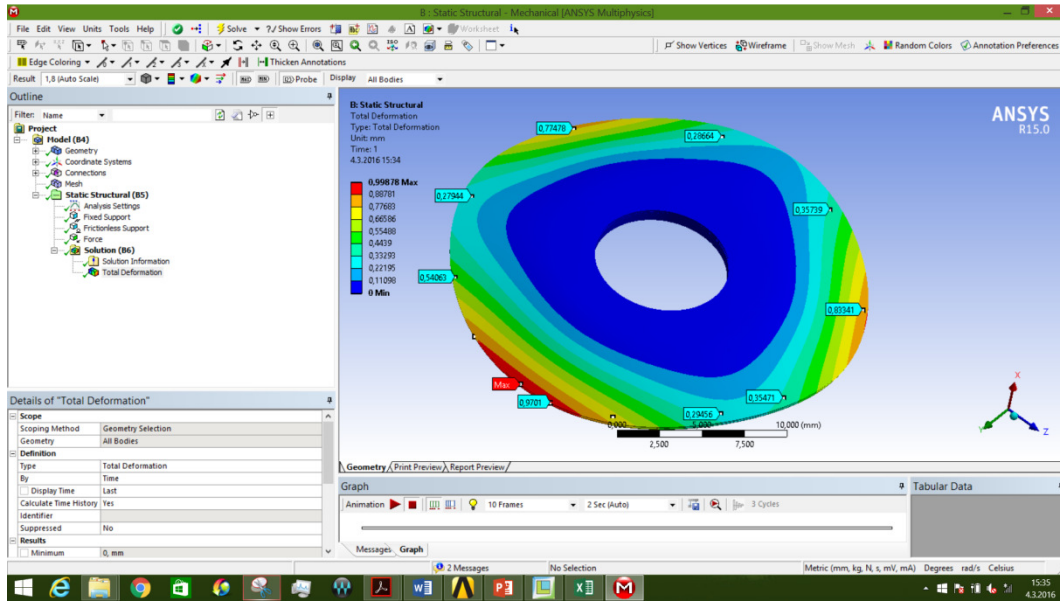 B : Static Structural - Mechanical [ANSYS Multiphysics]
File Edit View Units Tools Help Solve ?/ Show Errors Worksheet
Show Vertices Wireframe Show Mesh Random Colors Annotation Preferences
Edge Coloring Thicken Annotations
Result 1,8 (Auto Scale) Probe Display All Bodies
Outline
Filter: Name
Project
Model (B4)
Geometry
Coordinate Systems
Connections
Mesh
Static Structural (B5)
Analysis Settings
Fixed Support
Frictionless Support
Force
Solution (B6)
Solution Information
Total Deformation
B: Static Structural
Total Deformation
Type: Total Deformation
Unit: mm
Time: 1
4.3.2016 15:34
0,99878 Max
0,88781
0,77683
0,66586
0,55488
0,4439
0,33293
0,22195
0,11098
0 Min
ANSYS
R15.0
0,77478
0,28664
0,27944
0,35739
0,54063
0,83341
Max
0,9701
0,35471
0,29456
0,000 5,000 10,000 (mm)
2,500 7,500
X
Y
Z
Details of "Total Deformation"
Scope
Scoping Method Geometry Selection
Geometry All Bodies
Definition
Type Total Deformation
By Time
Display Time Last
Calculate Time History Yes
Identifier
Suppressed No
Results
Minimum 0, mm
Geometry Print Preview Report Preview
Graph
Animation 10 Frames 2 Sec (Auto) 3 Cycles
Messages Graph
Tabular Data
2 Messages No Selection Metric (mm, kg, N, s, mV, mA) Degrees rad/s Celsius
15:35
4.3.2016